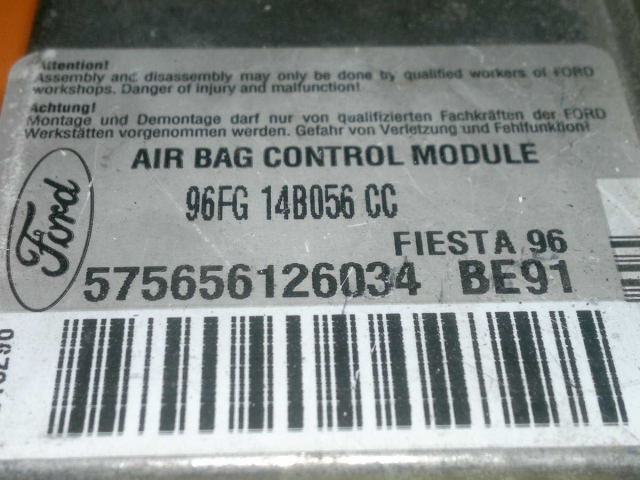 Attention!
Assembly and disassembly may only be done by qualified workers of FORD
workshops. Danger of injury and malfunction!
Achtung!
Montage und Demontage darf nur von qualifizierten Fachkräften der FORD
Werkstätten vorgenommen werden. Gefahr von Verletzung und Fehlfunktion!
AIR BAG CONTROL MODULE
96FG 14B056 CC
Ford
FIESTA 96
575656126034 BE91